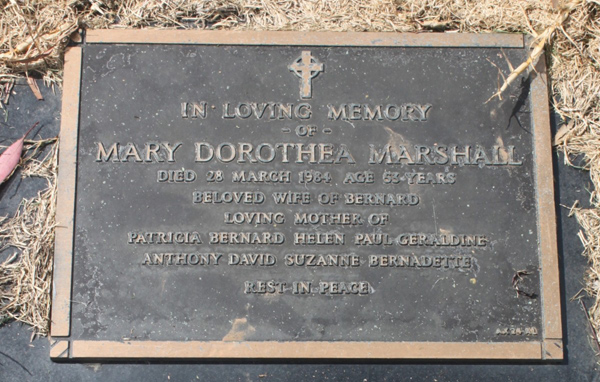 IN LOVING MEMORY
- OF -
MARY DOROTHEA MARSHALL
DIED 28 MARCH 1984 AGE 63 YEARS
BELOVED WIFE OF BERNARD
LOVING MOTHER OF
PATRICIA BERNARD HELEN PAUL GERALDINE
ANTHONY DAVID SUZANNE BERNADETTE
REST IN PEACE